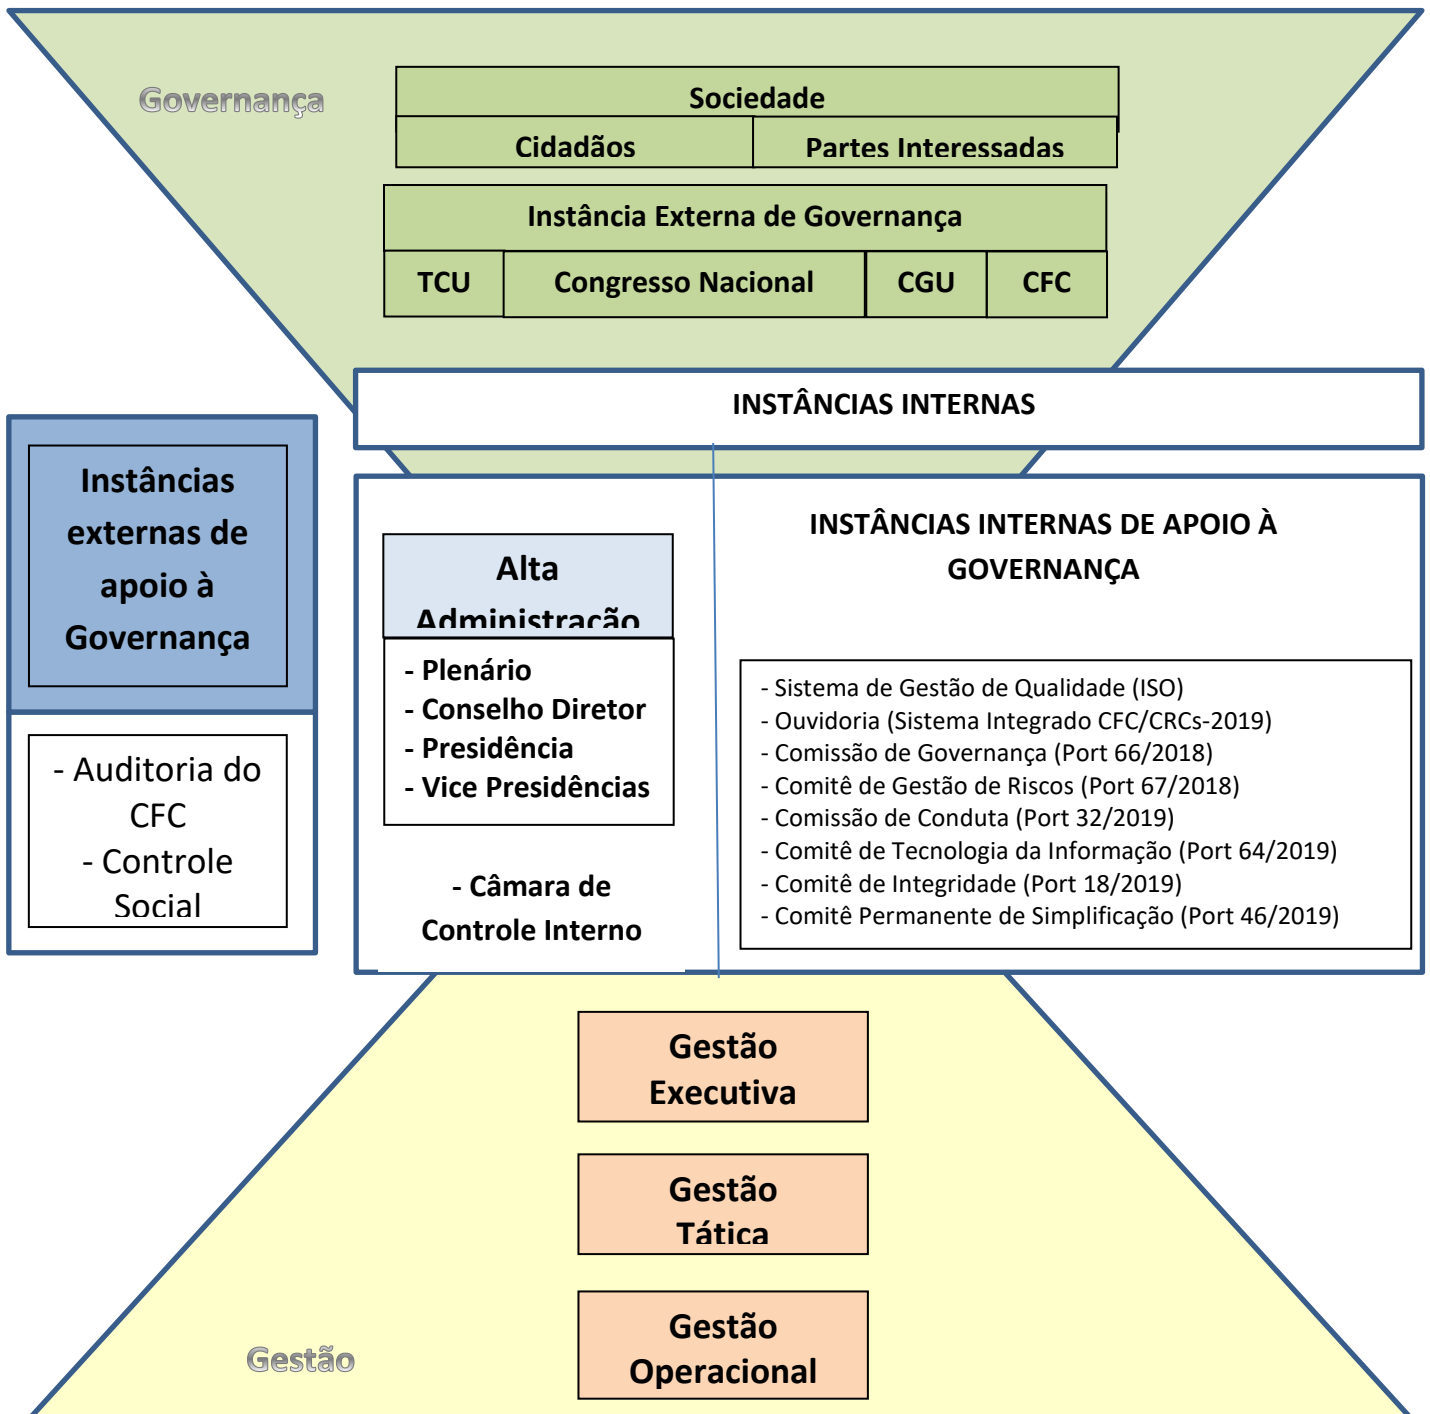 Governança
Sociedade
Cidadãos
Partes Interessadas
Instância Externa de Governança
TCU
Congresso Nacional
CGU
CFC
INSTÂNCIAS INTERNAS
Instâncias
externas de
apoio à
Governança
- Auditoria do
CFC
- Controle
Social
Alta
Administração
- Plenário
- Conselho Diretor
- Presidência
- Vice Presidências
- Câmara de
Controle Interno
INSTÂNCIAS INTERNAS DE APOIO À
GOVERNANÇA
- Sistema de Gestão de Qualidade (ISO)
- Ouvidoria (Sistema Integrado CFC/CRCs-2019)
- Comissão de Governança (Port 66/2018)
- Comitê de Gestão de Riscos (Port 67/2018)
- Comissão de Conduta (Port 32/2019)
- Comitê de Tecnologia da Informação (Port 64/2019)
- Comitê de Integridade (Port 18/2019)
- Comitê Permanente de Simplificação (Port 46/2019)
Gestão
Executiva
Gestão
Tática
Gestão
Operacional
Gestão